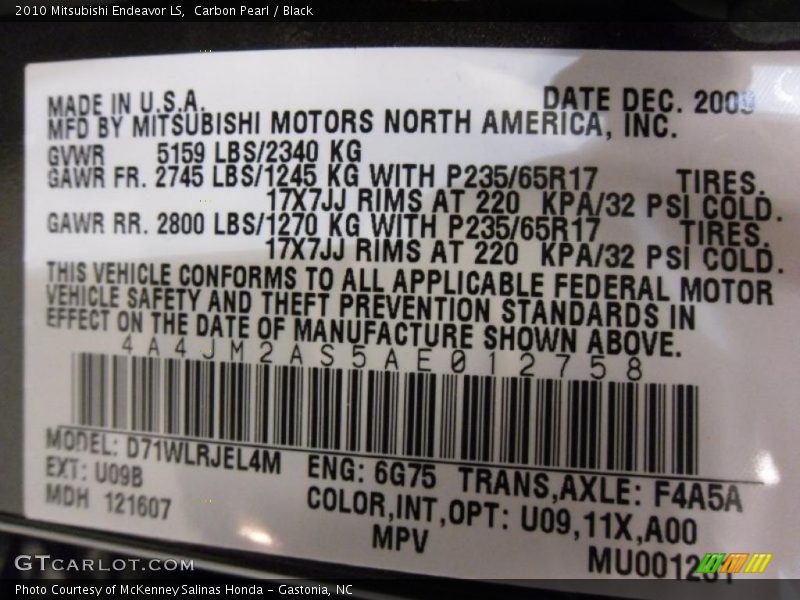 2010 Mitsubishi Endeavor LS, Carbon Pearl / Black
MADE IN U.S.A. DATE DEC. 2009
MFD BY MITSUBISHI MOTORS NORTH AMERICA, INC.
GVWR 5159 LBS/2340 KG
GAWR FR. 2745 LBS/1245 KG WITH P235/65R17 TIRES.
17X7JJ RIMS AT 220 KPA/32 PSI COLD.
GAWR RR. 2800 LBS/1270 KG WITH P235/65R17 TIRES.
17X7JJ RIMS AT 220 KPA/32 PSI COLD.
THIS VEHICLE CONFORMS TO ALL APPLICABLE FEDERAL MOTOR
VEHICLE SAFETY AND THEFT PREVENTION STANDARDS IN
EFFECT ON THE DATE OF MANUFACTURE SHOWN ABOVE.
4A4JM2AS5AE012758
MODEL: D71WLRJEL4M ENG: 6G75 TRANS,AXLE: F4A5A
EXT: U09B COLOR,INT,OPT: U09,11X,A00
MDH 121607 MPV
GTCARLOT.COM
Photo Courtesy of McKenney Salinas Honda - Gastonia, NC